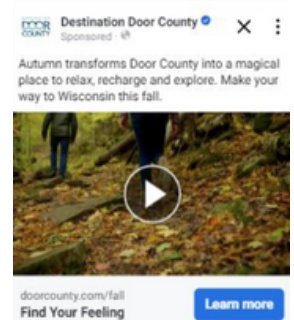 DOOR
COUNTY
Destination Door County
Sponsored ·
Autumn transforms Door County into a magical
place to relax, recharge and explore. Make your
way to Wisconsin this fall.
doorcounty.com/fall
Find Your Feeling
Learn more